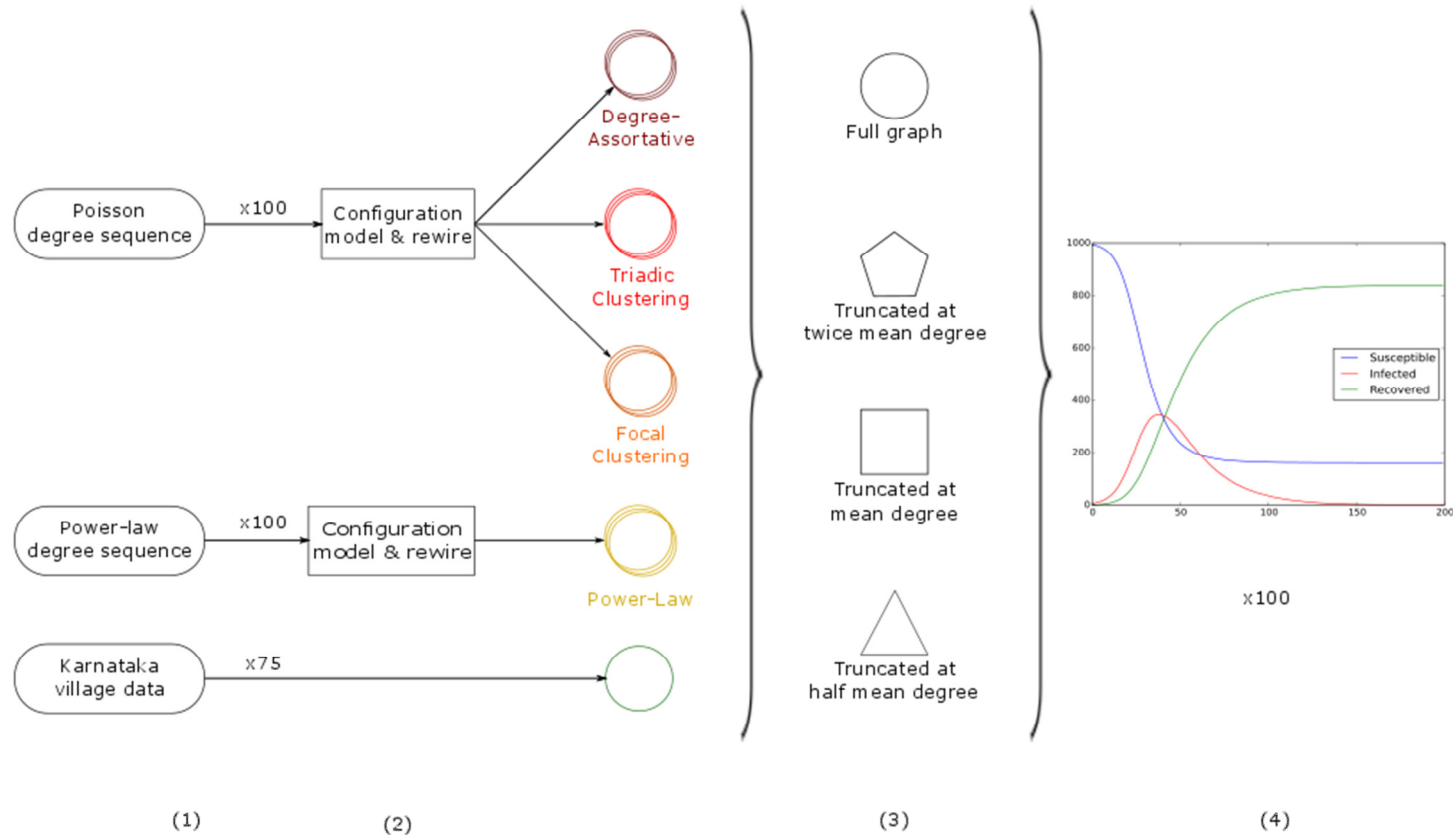 Degree-
Assortative
Poisson
degree sequence
x100
Configuration
model & rewire
Triadic
Clustering
Focal
Clustering
Power-law
degree sequence
x100
Configuration
model & rewire
Power-Law
Karnataka
village data
x75
Full graph
Truncated at
twice mean degree
Truncated at
mean degree
Truncated at
half mean degree
1000
800
600
400
200
0
0
50
100
150
200
Susceptible
Infected
Recovered
x100
(1)
(2)
(3)
(4)